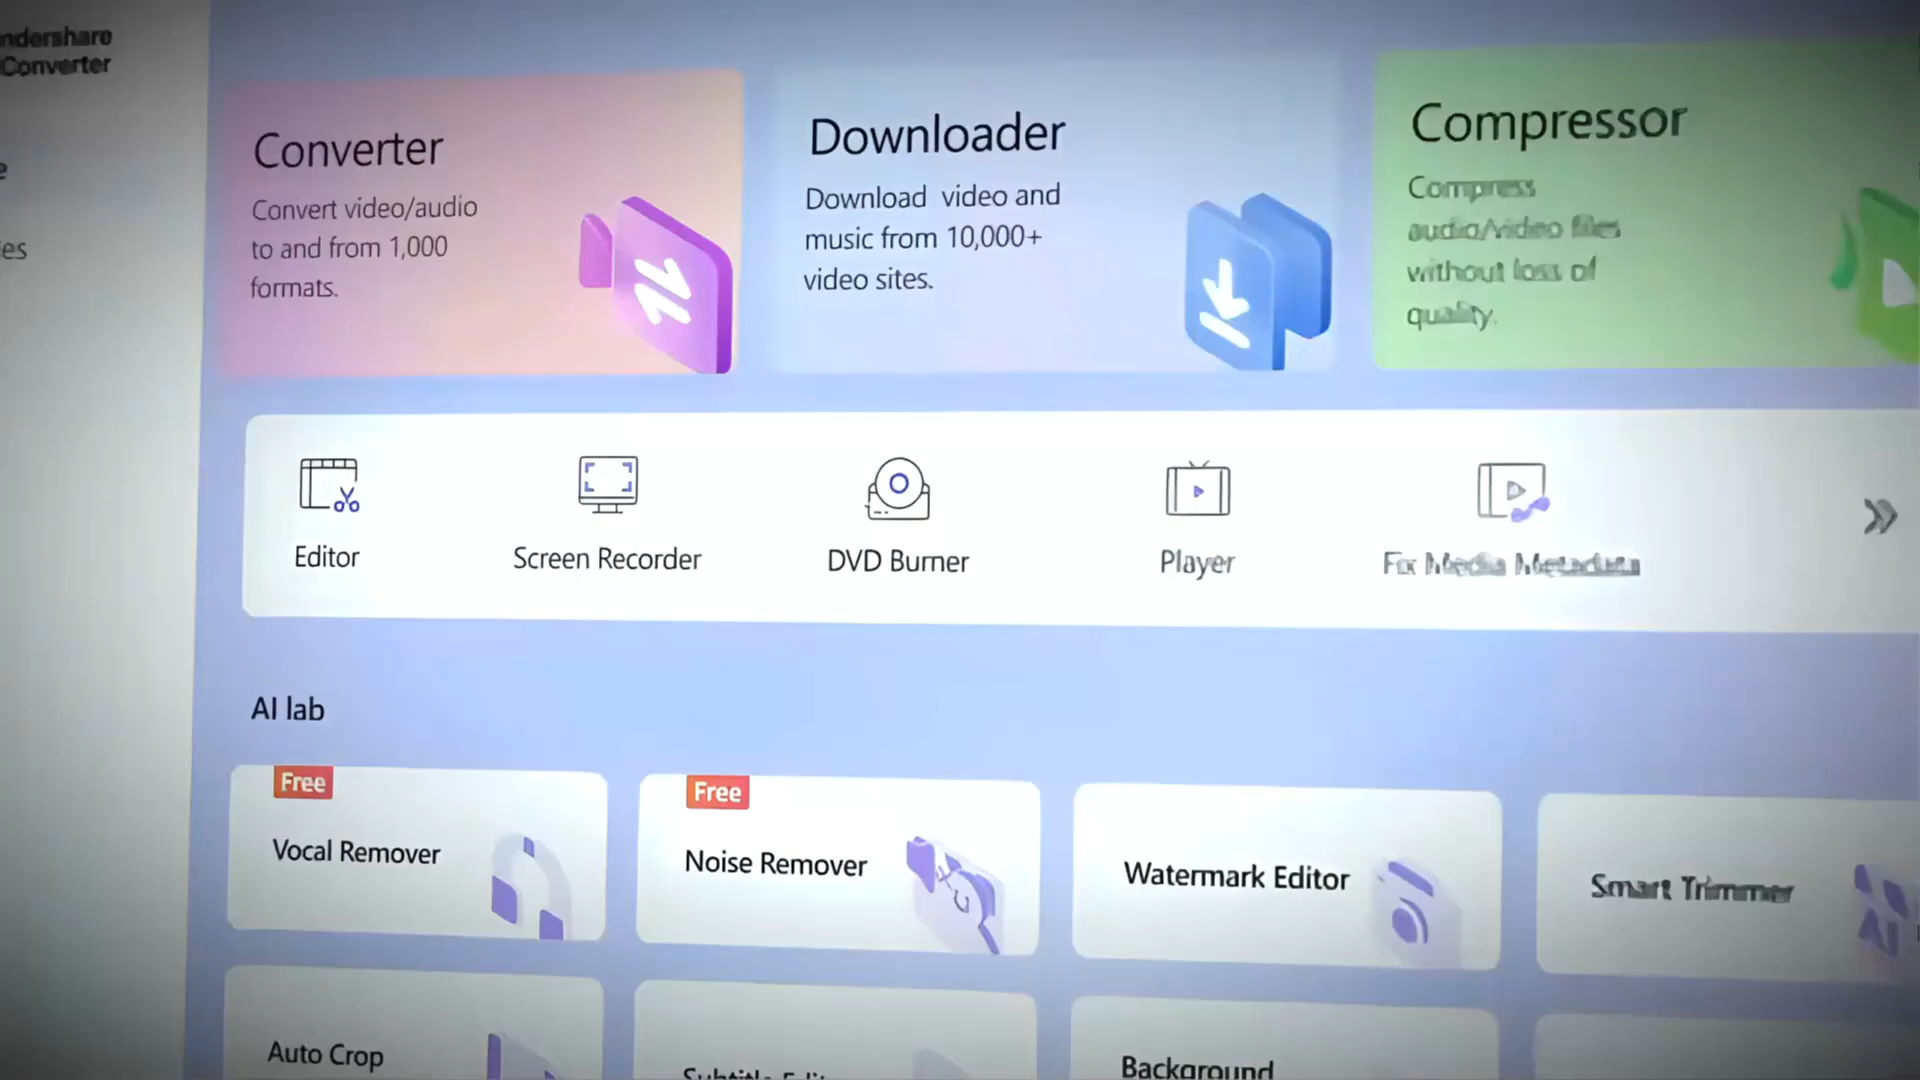 ndershare
Converter
e
es
Converter
Convert video/audio
to and from 1,000
formats.
Downloader
Download video and
music from 10,000+
video sites.
Compressor
Compress
audio/video files
without loss of
quality.
Editor
Screen Recorder
DVD Burner
Player
Fix Media Metadata
AI lab
Free
Vocal Remover
Free
Noise Remover
Watermark Editor
Smart Trimmer
AI
Auto Crop
Background